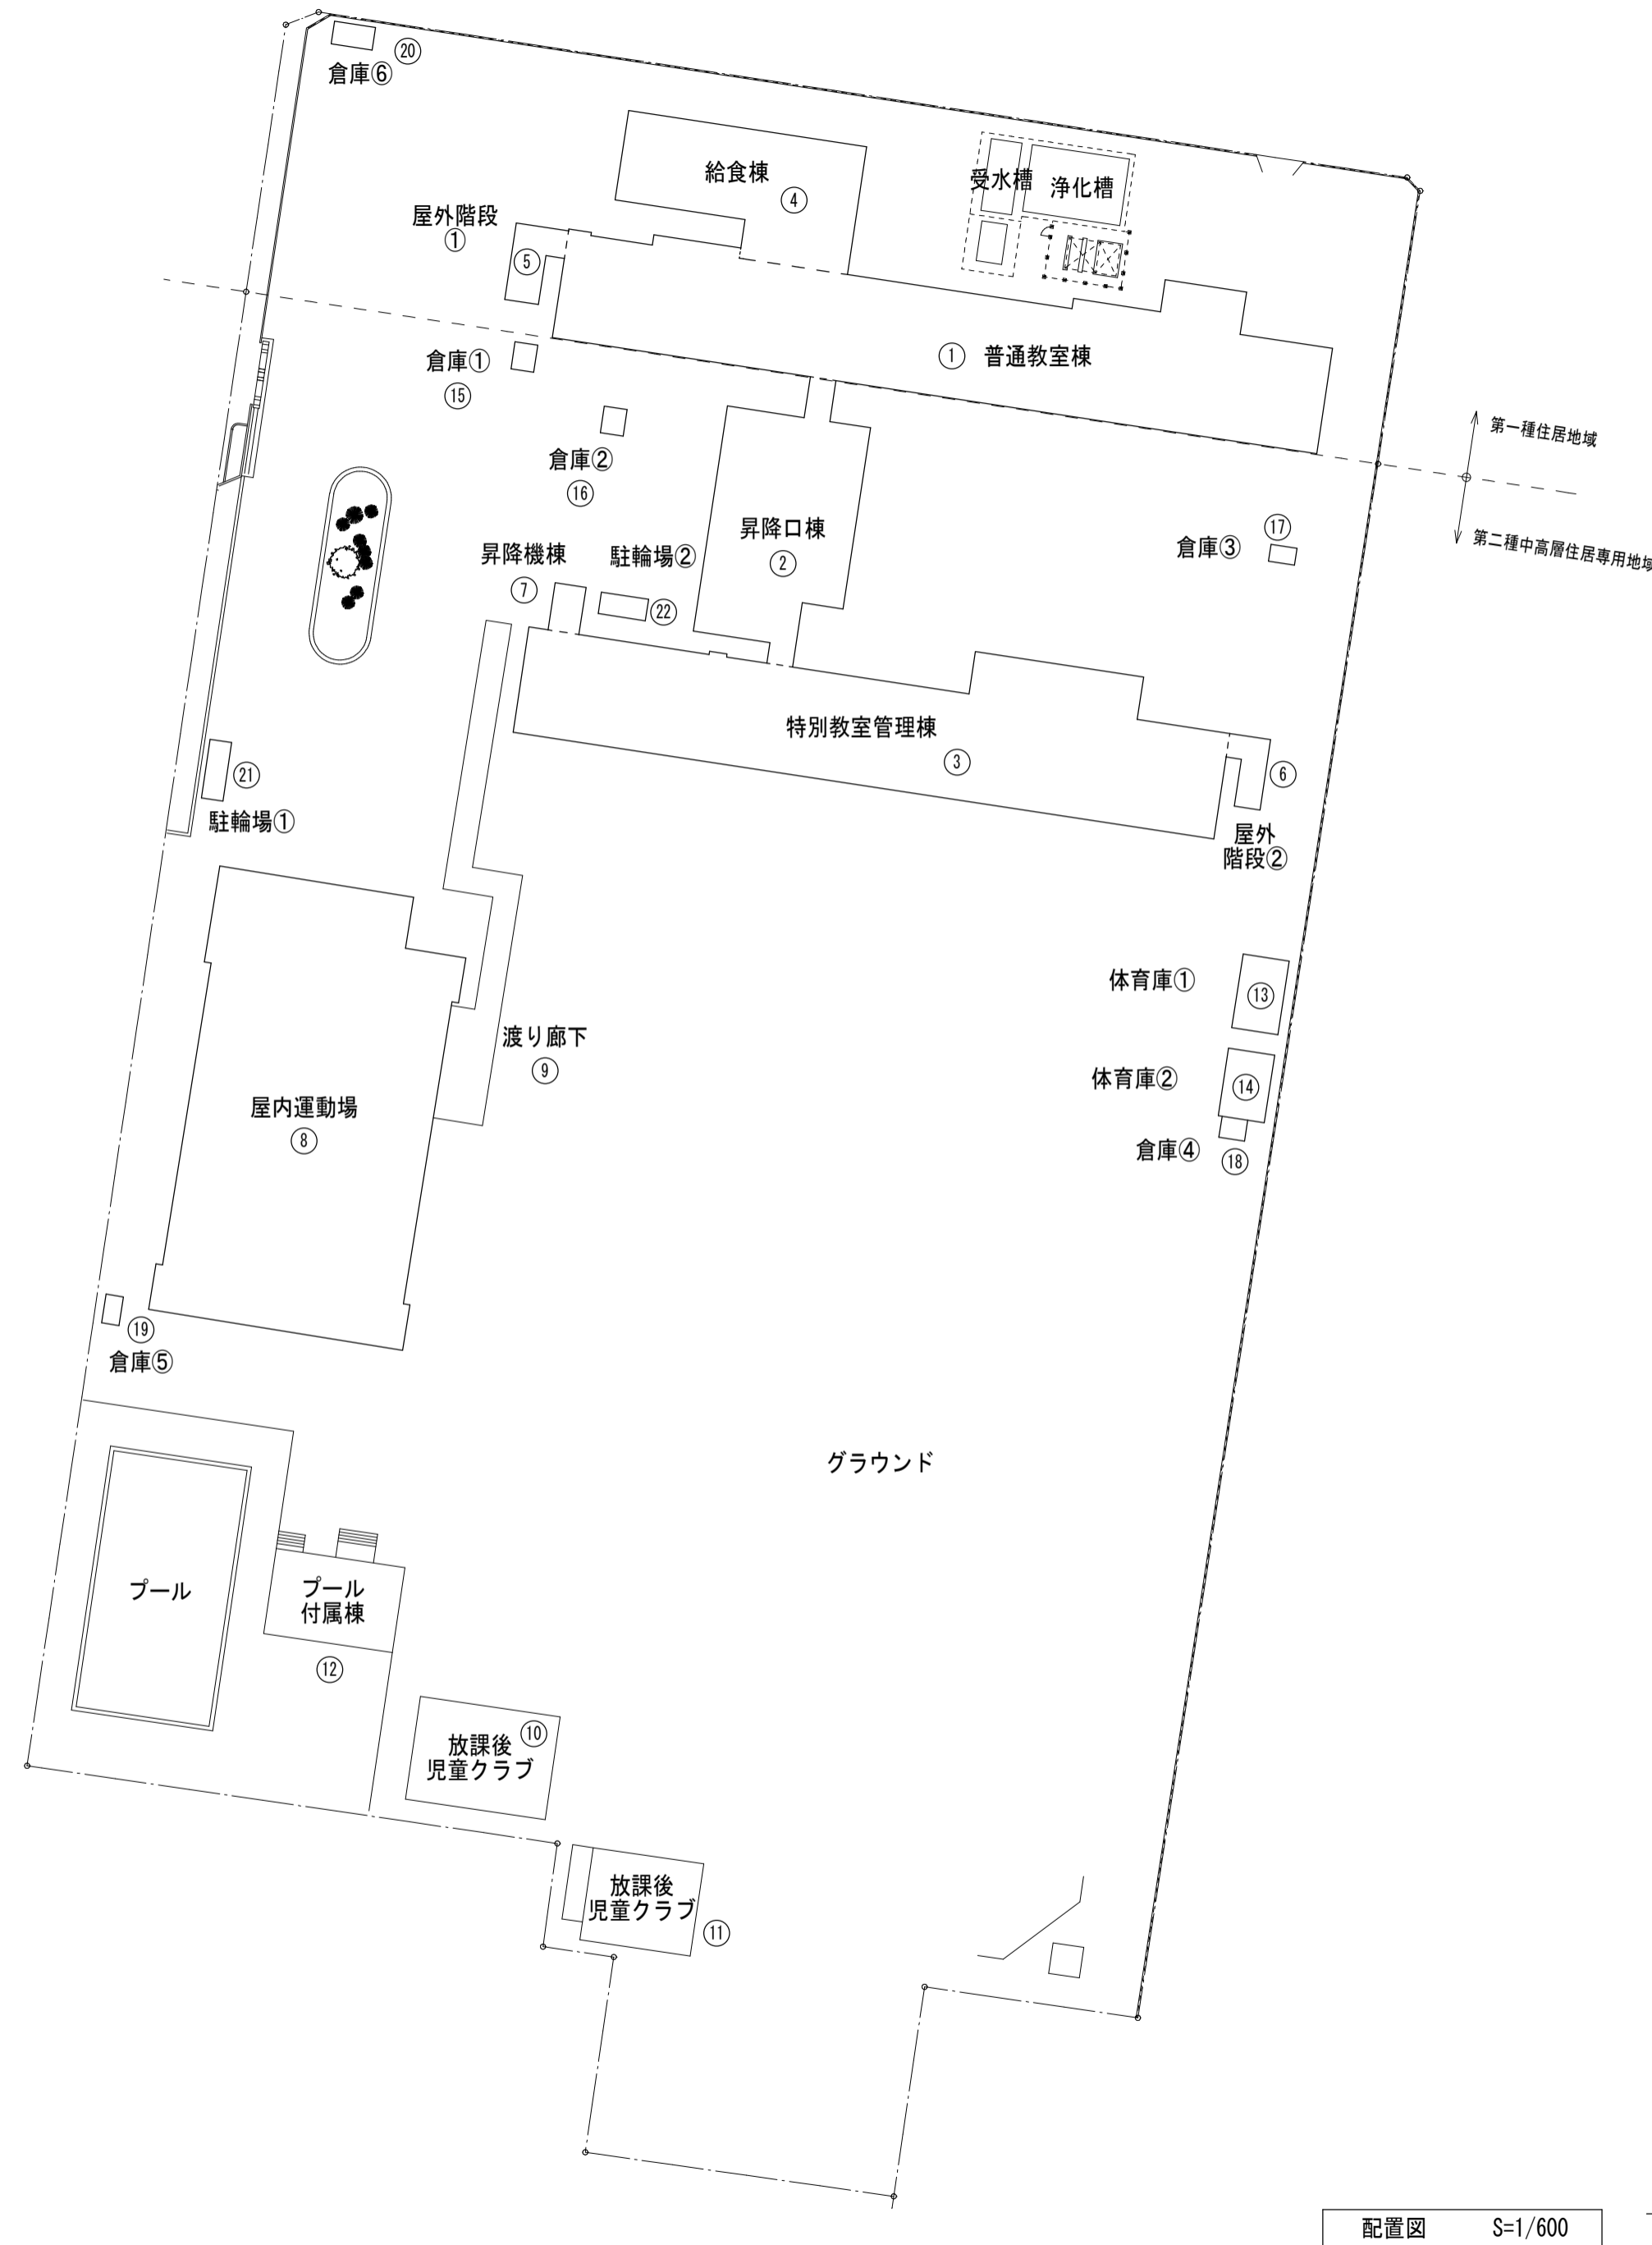 ⑳
倉庫⑥
給食棟
④
受水槽
浄化槽
屋外階段
①
⑤
倉庫①
⑮
① 普通教室棟
第一種住居地域
第二種中高層住居専用地域
倉庫②
⑯
昇降口棟
②
⑰
倉庫③
昇降機棟
⑦
駐輪場②
㉒
特別教室管理棟
③
⑥
屋外
階段②
㉑
駐輪場①
体育庫①
⑬
体育庫②
⑭
倉庫④
⑱
渡り廊下
⑨
屋内運動場
⑧
⑲
倉庫⑤
グラウンド
プール
プール
付属棟
⑫
放課後
児童クラブ
⑩
放課後
児童クラブ
⑪
配置図 S=1/600